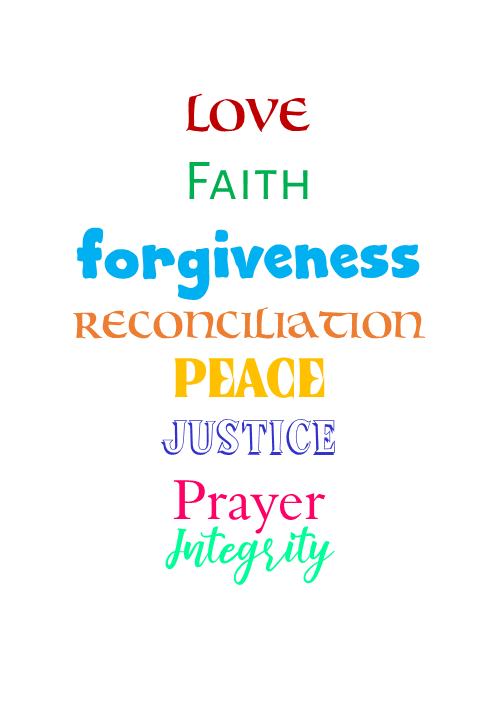 LOVE
FAITH
forgiveness
RECONCILIATION
PEACE
JUSTICE
Prayer
Integrity